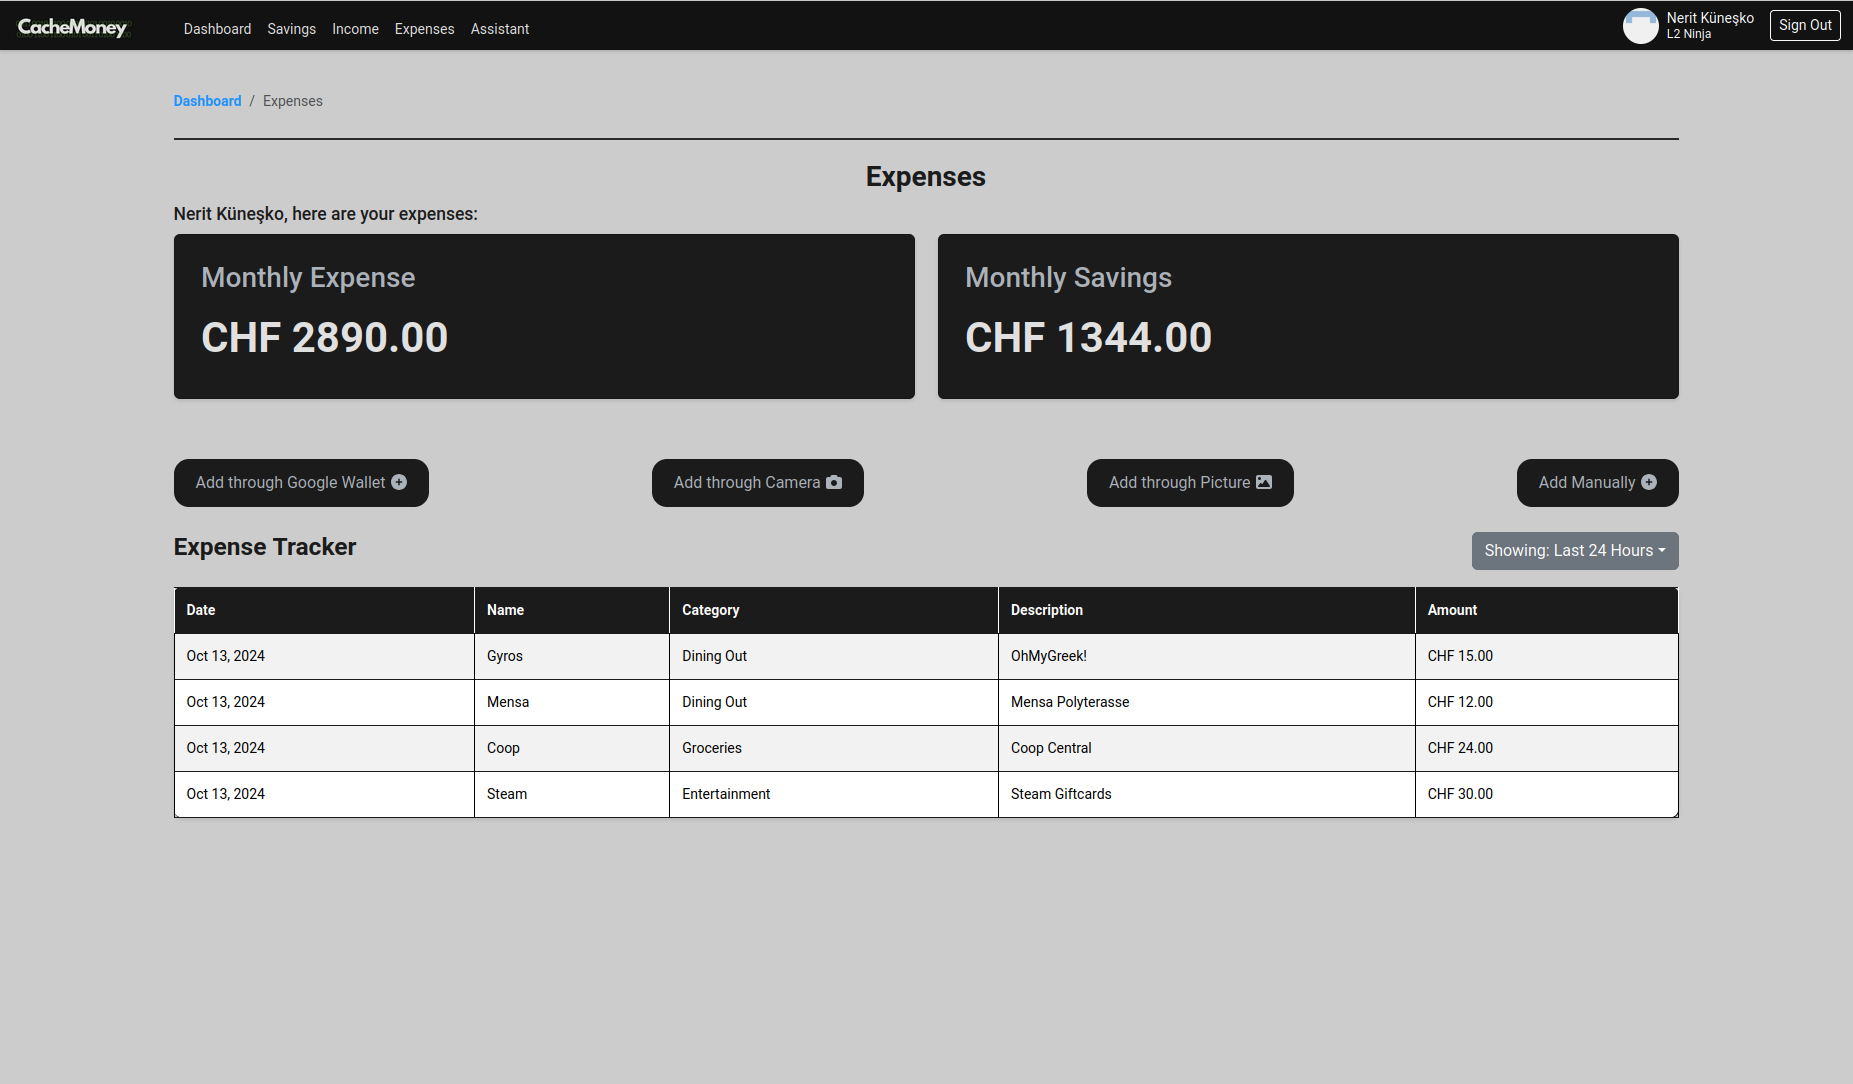 CacheMoney Dashboard Savings Income Expenses Assistant Nerit Küneşko Sign Out
L2 Ninja
Dashboard / Expenses
Expenses
Nerit Küneşko, here are your expenses:
Monthly Expense
CHF 2890.00
Monthly Savings
CHF 1344.00
Add through Google Wallet Add through Camera Add through Picture Add Manually
Expense Tracker Showing: Last 24 Hours
Date Name Category Description Amount
Oct 13, 2024 Gyros Dining Out OhMyGreek! CHF 15.00
Oct 13, 2024 Mensa Dining Out Mensa Polyterasse CHF 12.00
Oct 13, 2024 Coop Groceries Coop Central CHF 24.00
Oct 13, 2024 Steam Entertainment Steam Giftcards CHF 30.00